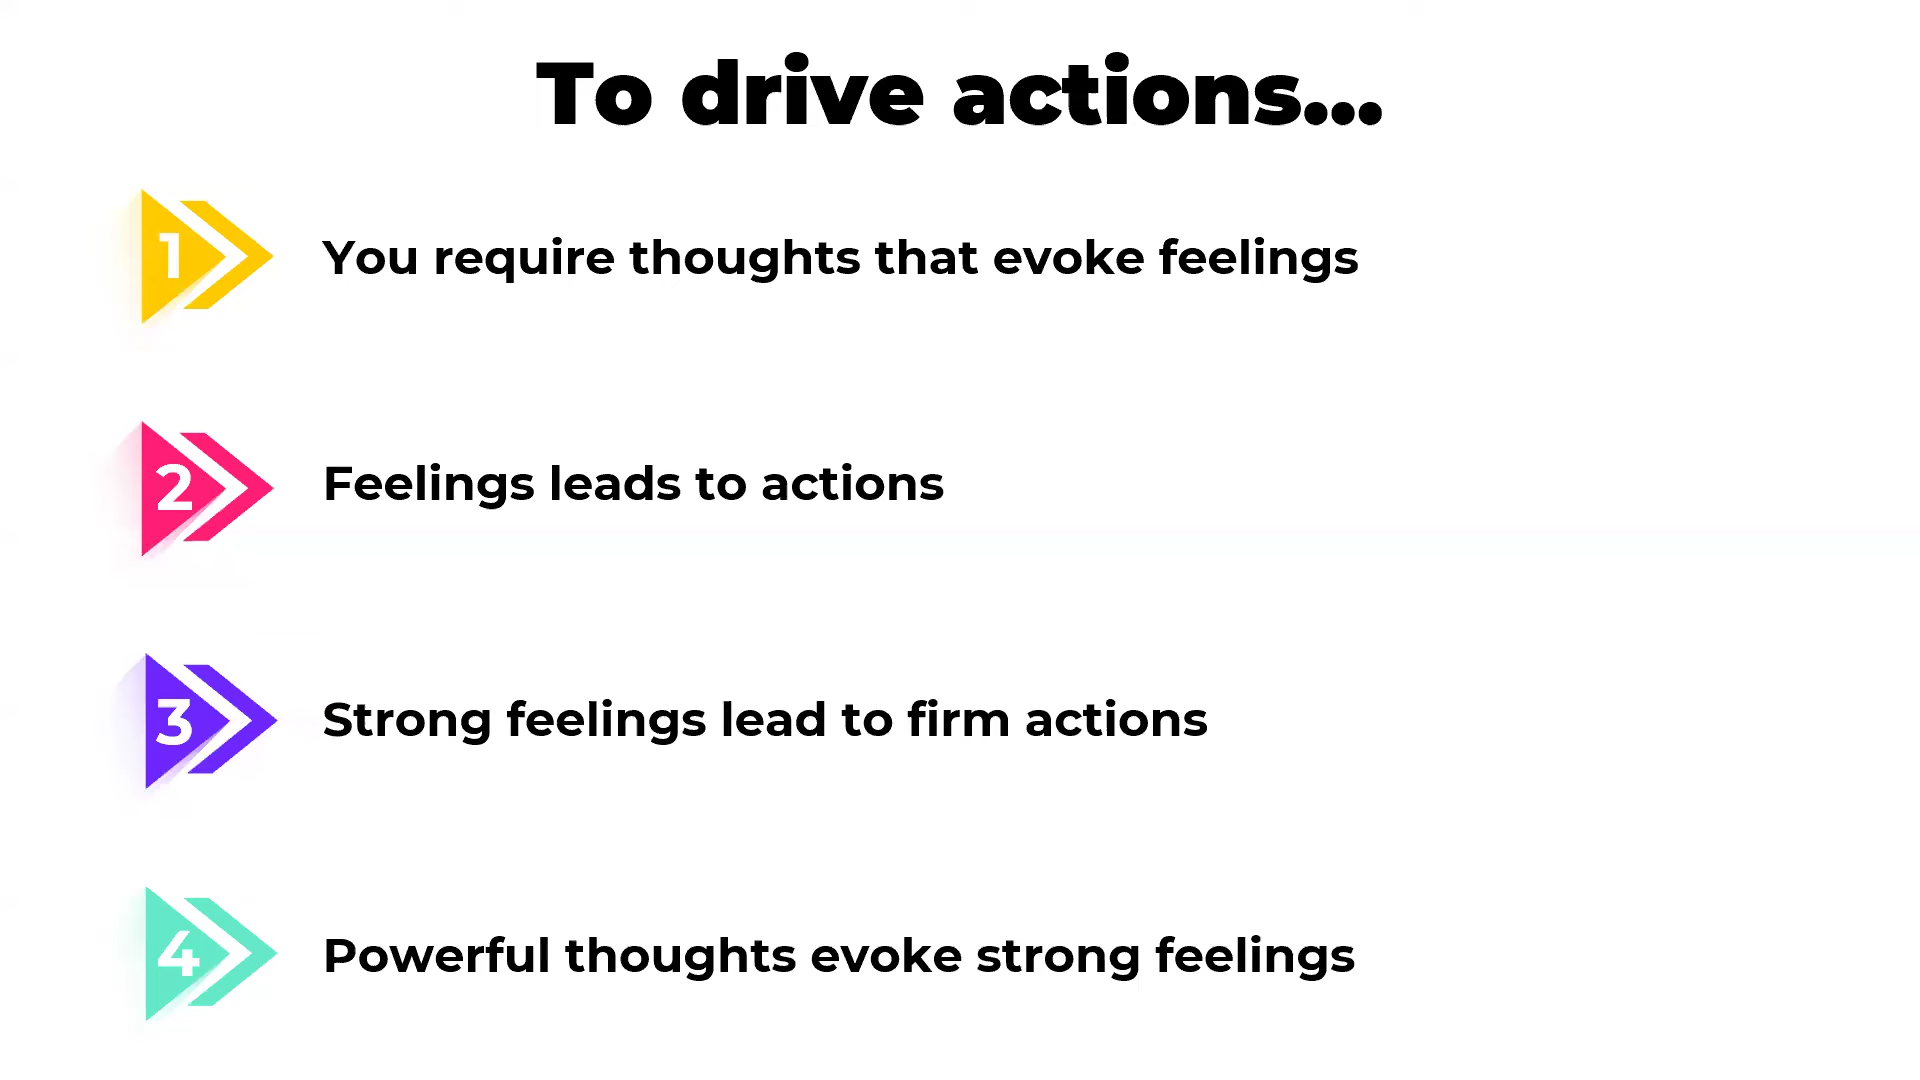 To drive actions...
1 You require thoughts that evoke feelings
2 Feelings leads to actions
3 Strong feelings lead to firm actions
4 Powerful thoughts evoke strong feelings